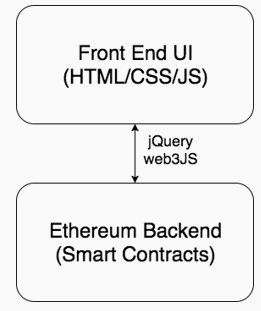 Front End UI
(HTML/CSS/JS)
jQuery
web3JS
Ethereum Backend
(Smart Contracts)